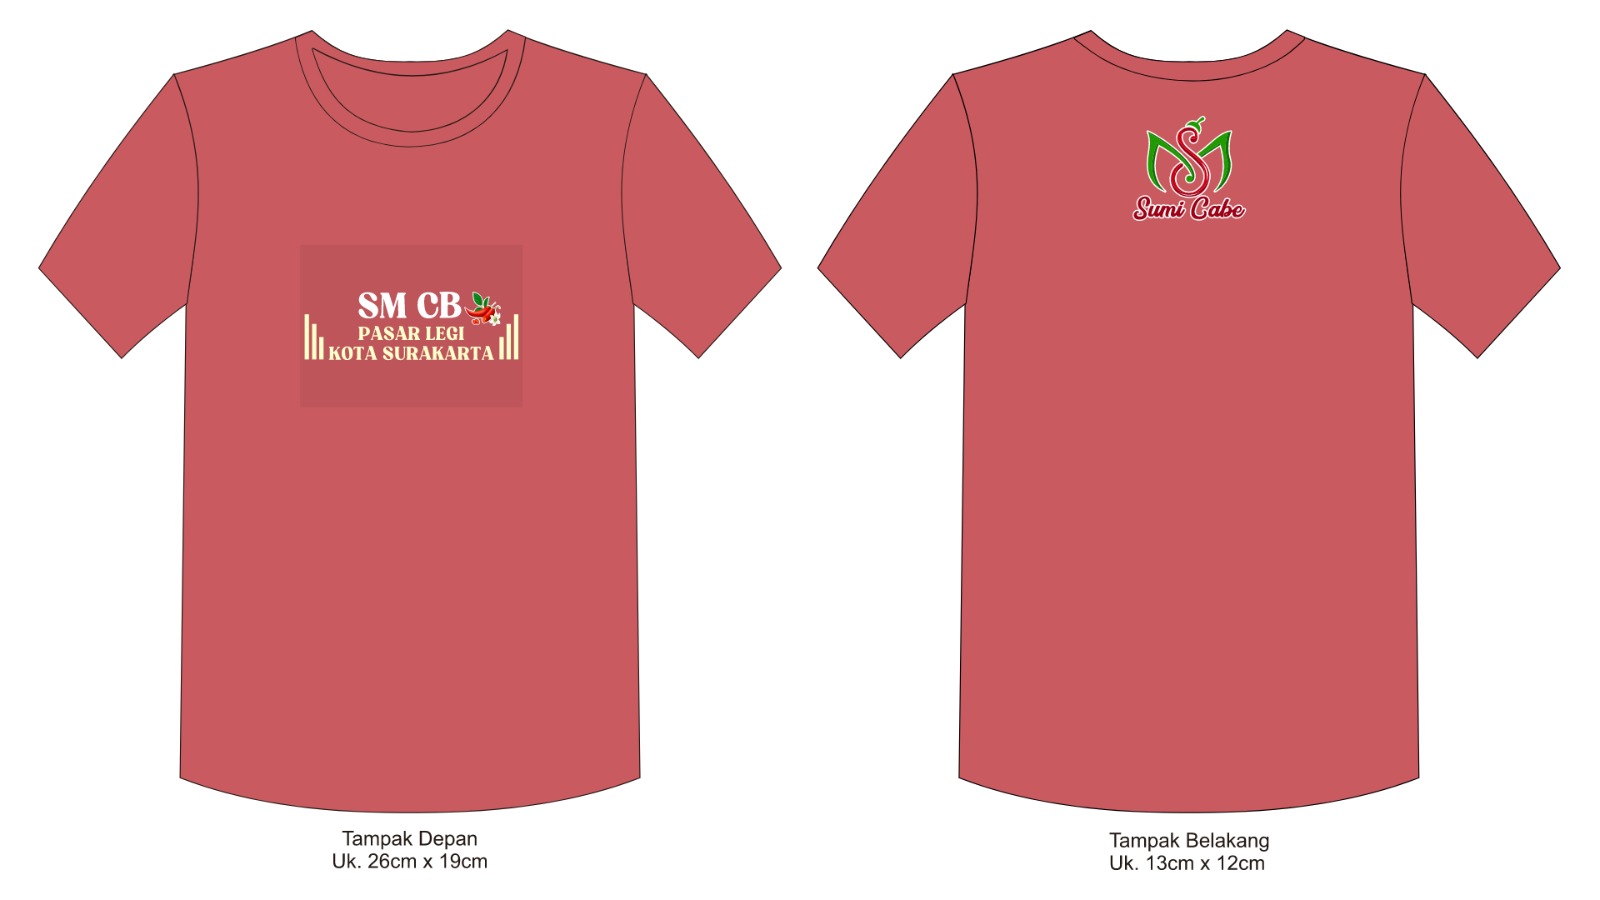 SM CB
PASAR LEGI
KOTA SURAKARTA
Sumi Cabe
Tampak Depan
Uk. 26cm x 19cm
Tampak Belakang
Uk. 13cm x 12cm